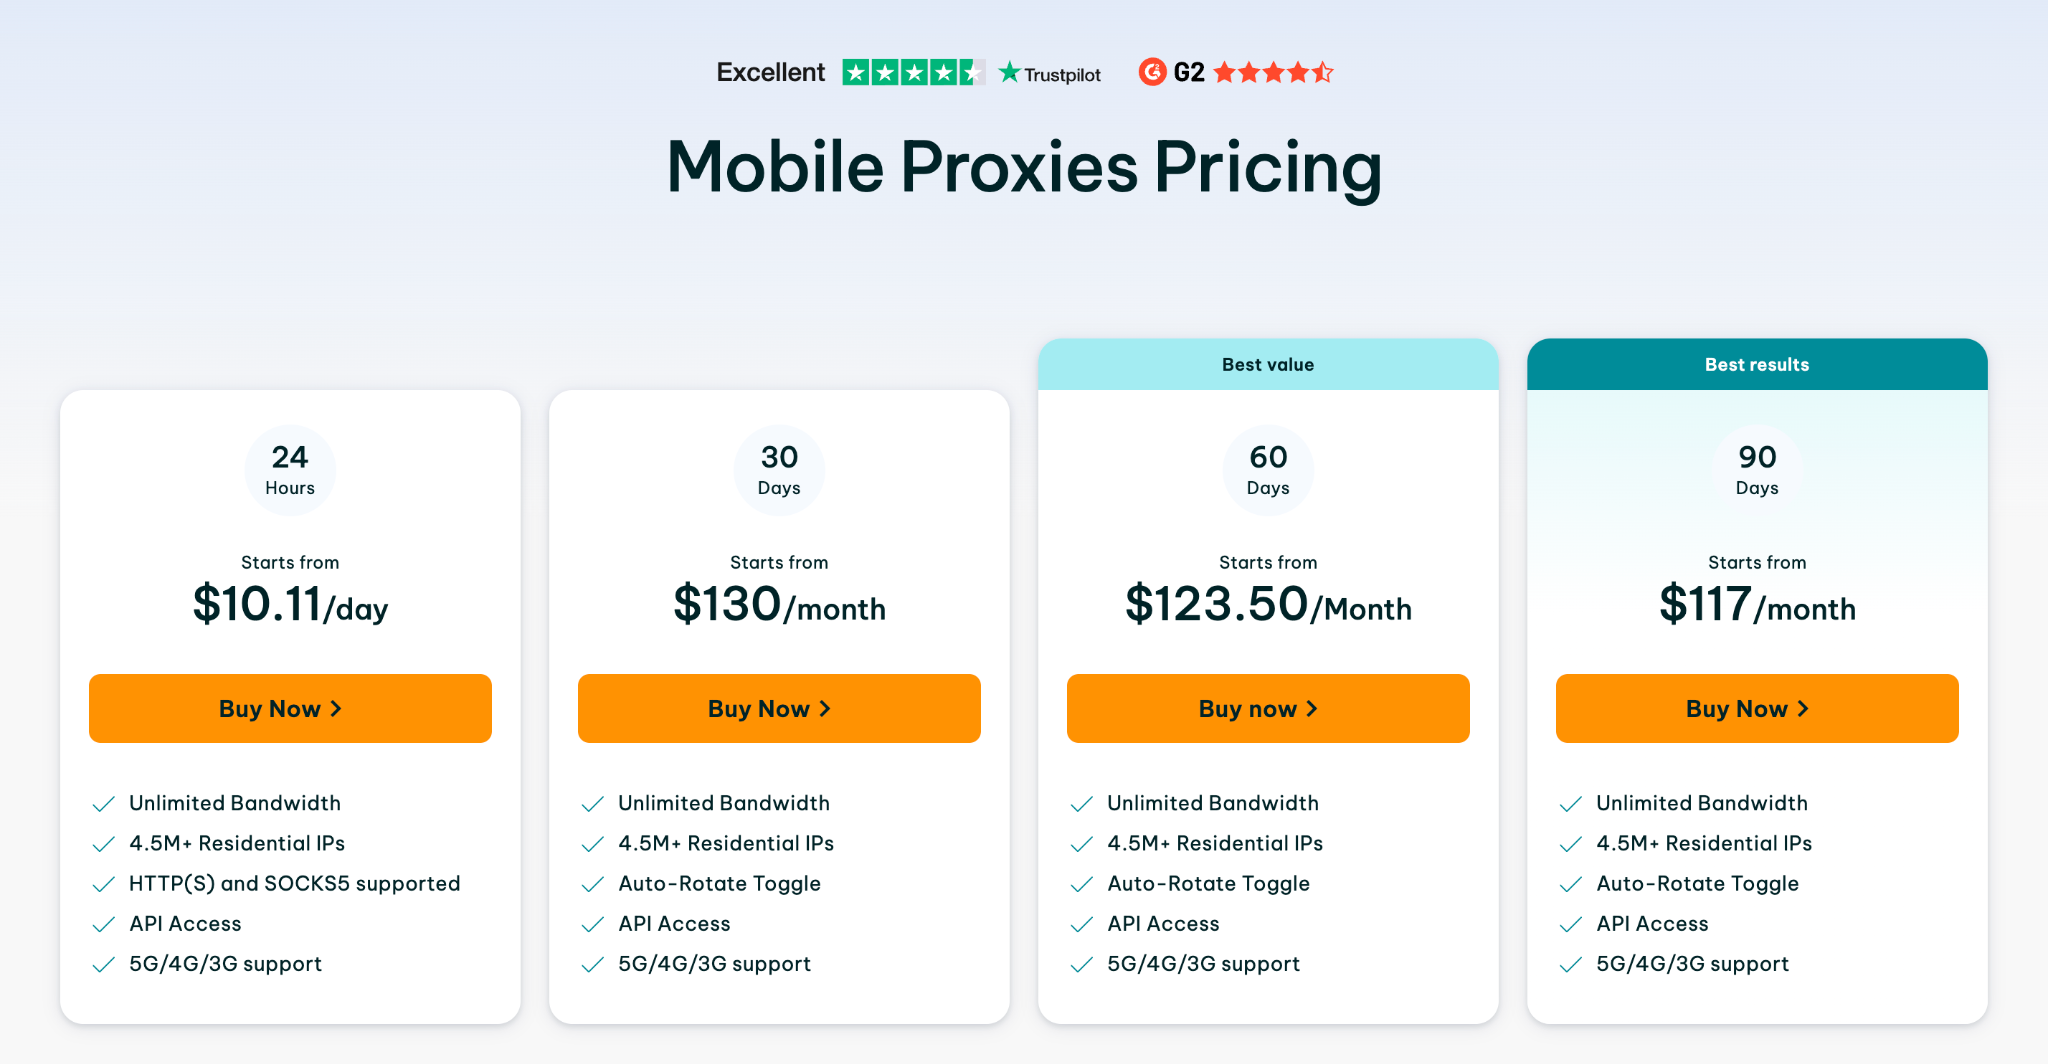 Excellent Trustpilot G2
Mobile Proxies Pricing
24
Hours
Starts from
$10.11/day
Buy Now
Unlimited Bandwidth
4.5M+ Residential IPs
HTTP(S) and SOCKS5 supported
API Access
5G/4G/3G support
30
Days
Starts from
$130/month
Buy Now
Unlimited Bandwidth
4.5M+ Residential IPs
Auto-Rotate Toggle
API Access
5G/4G/3G support
Best value
60
Days
Starts from
$123.50/Month
Buy now
Unlimited Bandwidth
4.5M+ Residential IPs
Auto-Rotate Toggle
API Access
5G/4G/3G support
Best results
90
Days
Starts from
$117/month
Buy Now
Unlimited Bandwidth
4.5M+ Residential IPs
Auto-Rotate Toggle
API Access
5G/4G/3G support